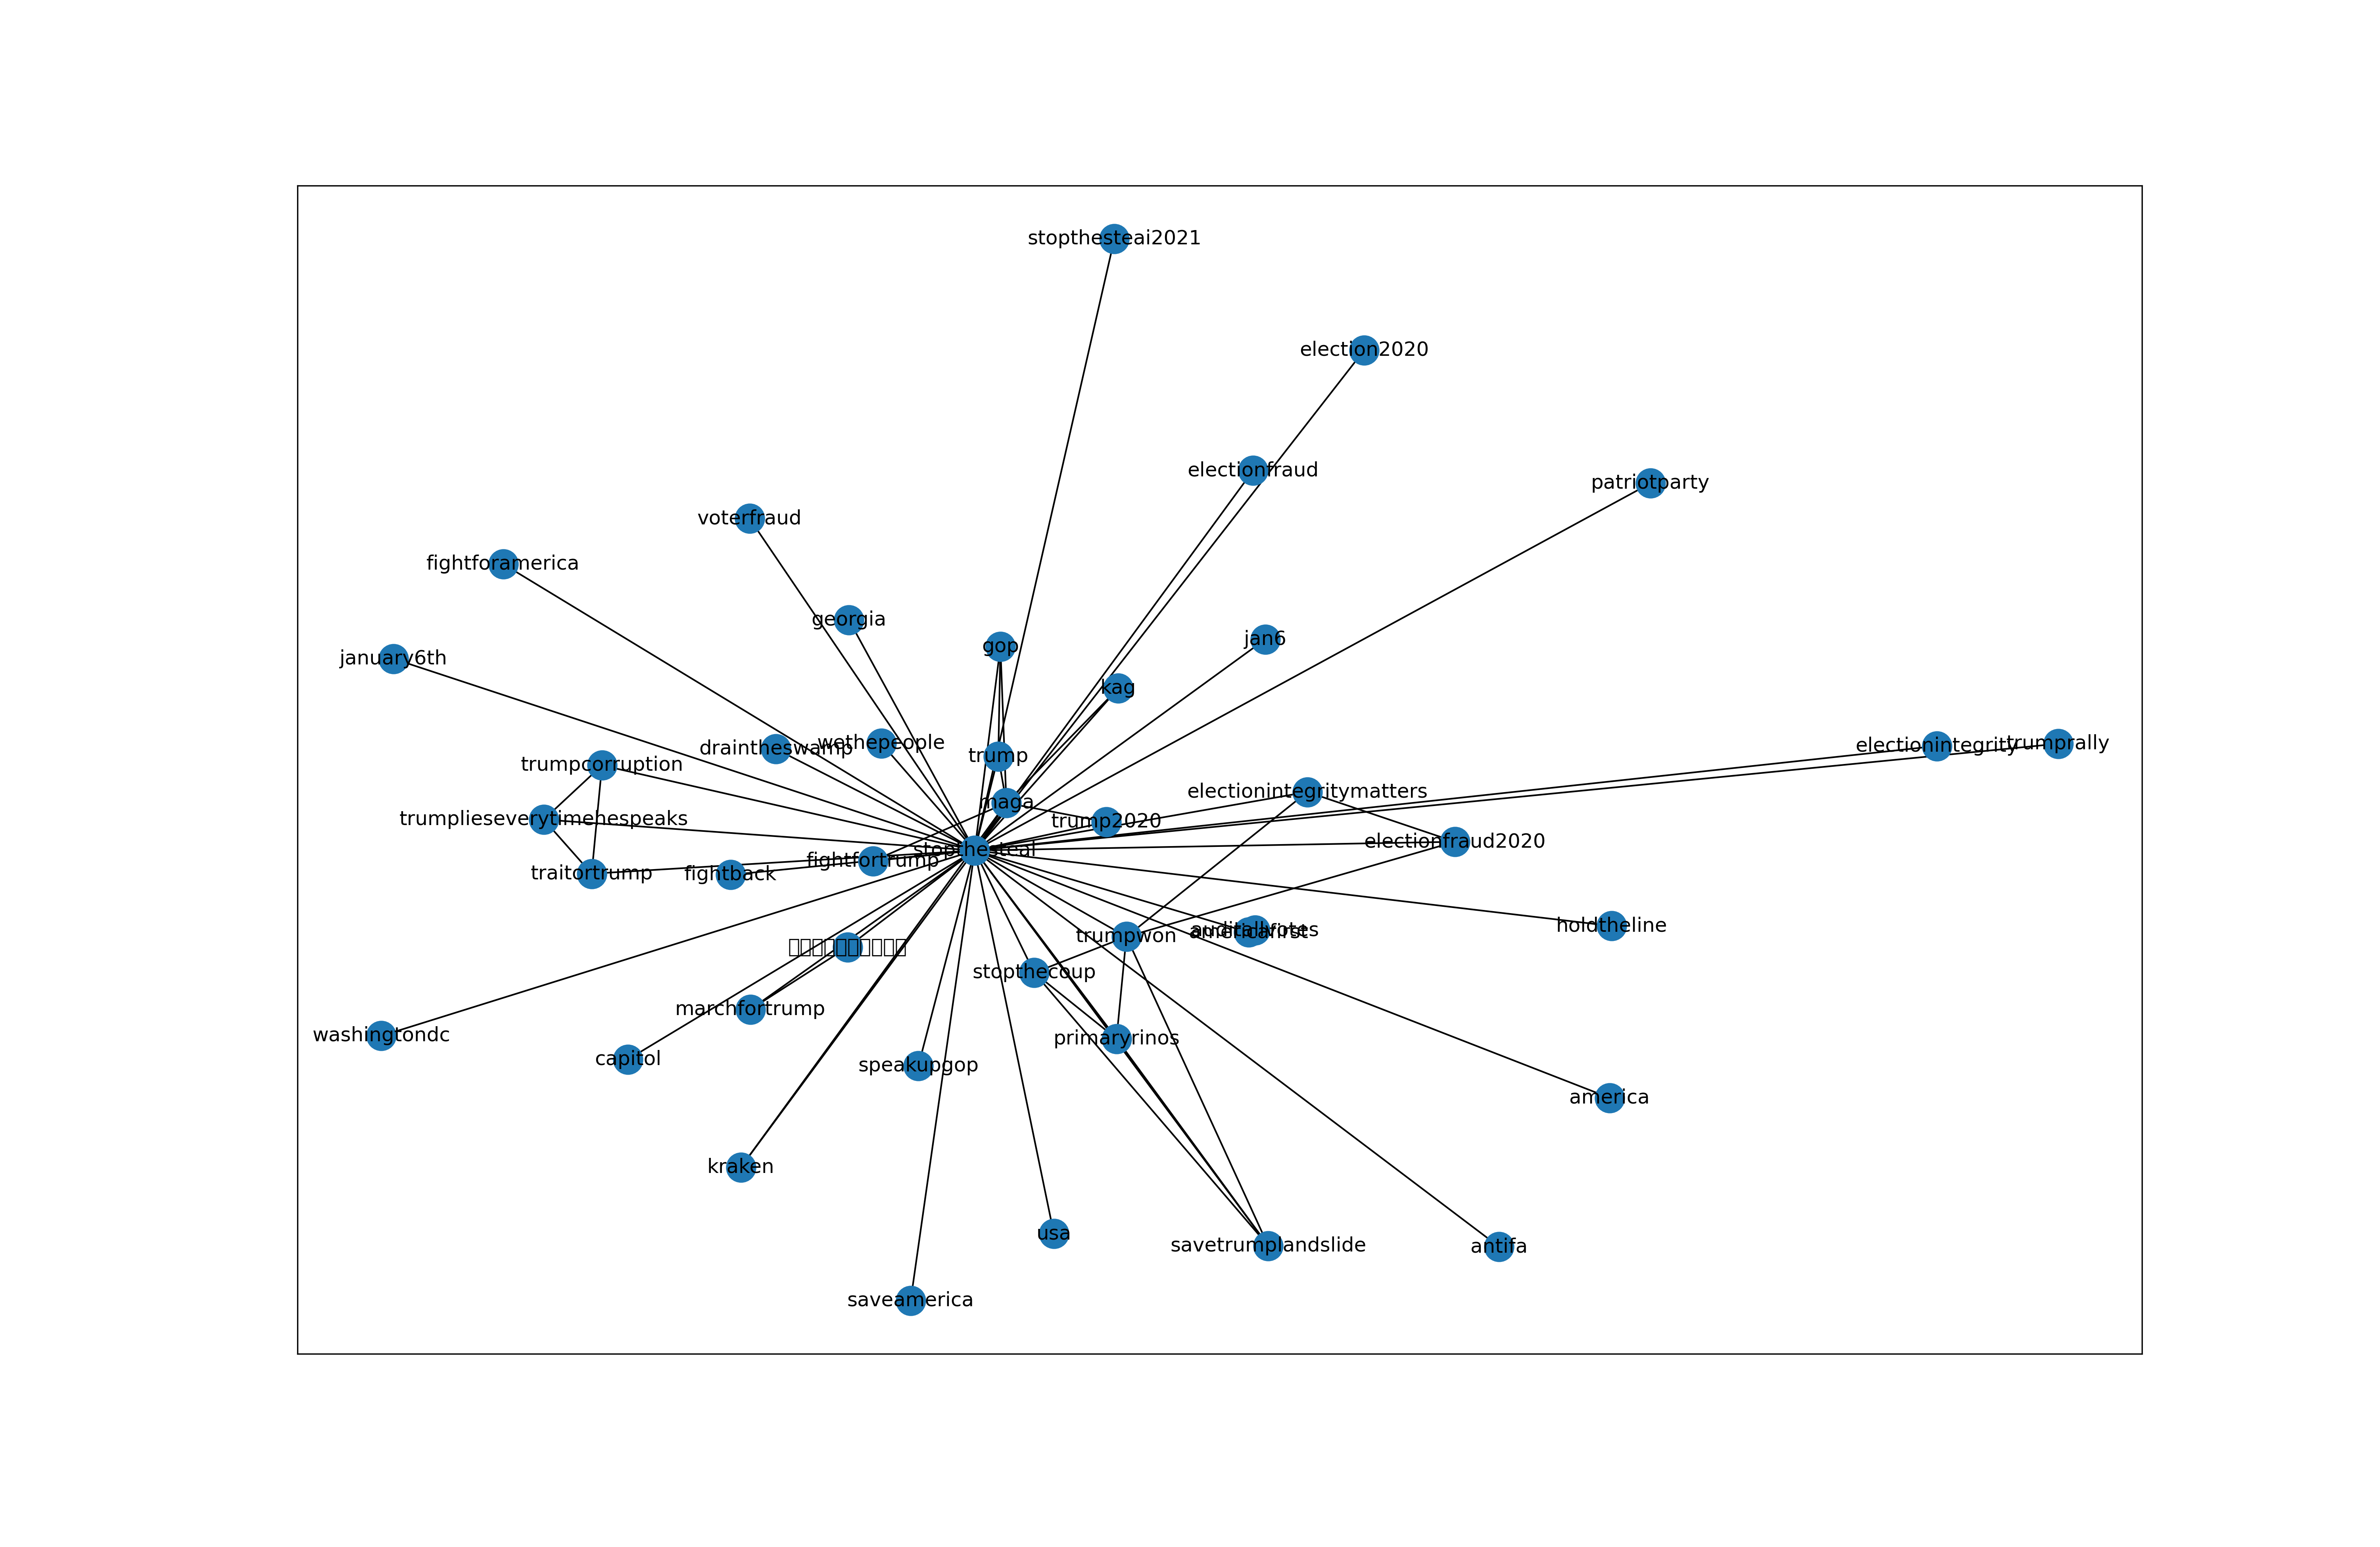 stopthesteai2021
election2020
electionfraud
patriotparty
voterfraud
fightforamerica
georgia
gop
jan6
january6th
kag
draintheswamp
wethepeople
trump
electionintegrity
trumprally
trumpcorruption
electionintegritymatters
maga
trumplieseverytimehespeaks
trump2020
electionfraud2020
stopthesteal
fightfortrump
traitortrump
fightback
holdtheline
auditallvotes
americafirst
trumpwon
stopthecoup
marchfortrump
washingtondc
primaryrinos
capitol
speakupgop
america
kraken
usa
savetrumplandslide
antifa
saveamerica